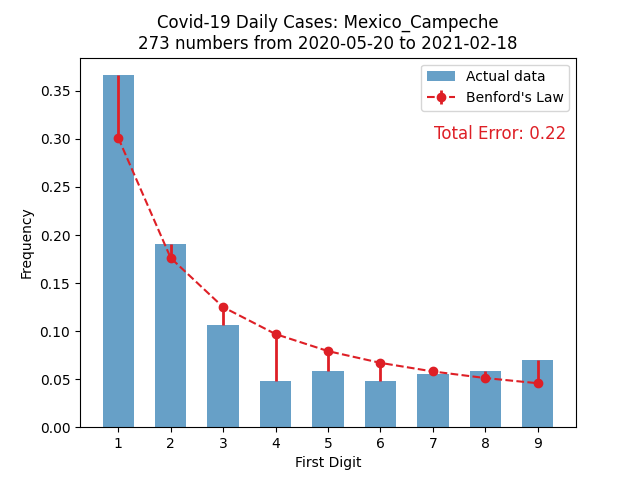 Covid-19 Daily Cases: Mexico_Campeche
273 numbers from 2020-05-20 to 2021-02-18
Actual data
Benford's Law
Total Error: 0.22
Frequency
0.35
0.30
0.25
0.20
0.15
0.10
0.05
0.00
1 2 3 4 5 6 7 8 9
First Digit